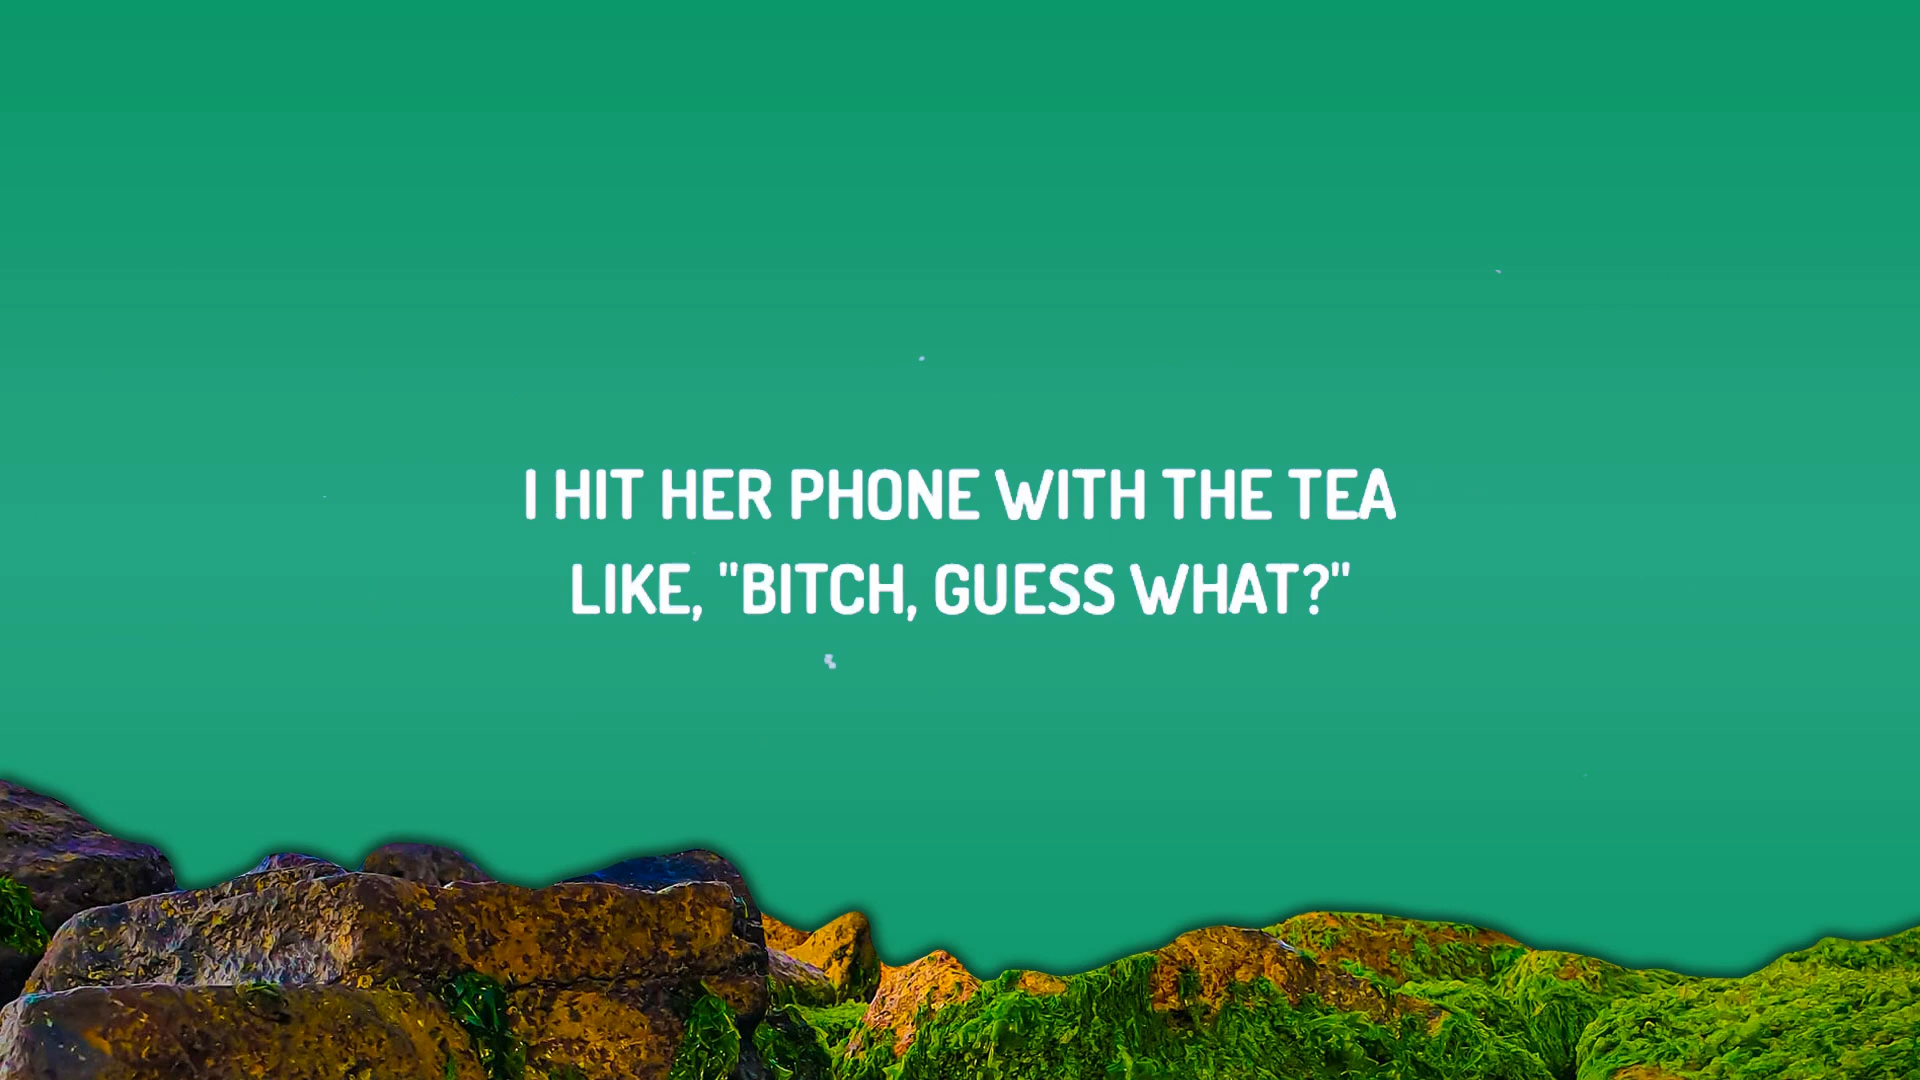 I HIT HER PHONE WITH THE TEA
LIKE, "BITCH, GUESS WHAT?"